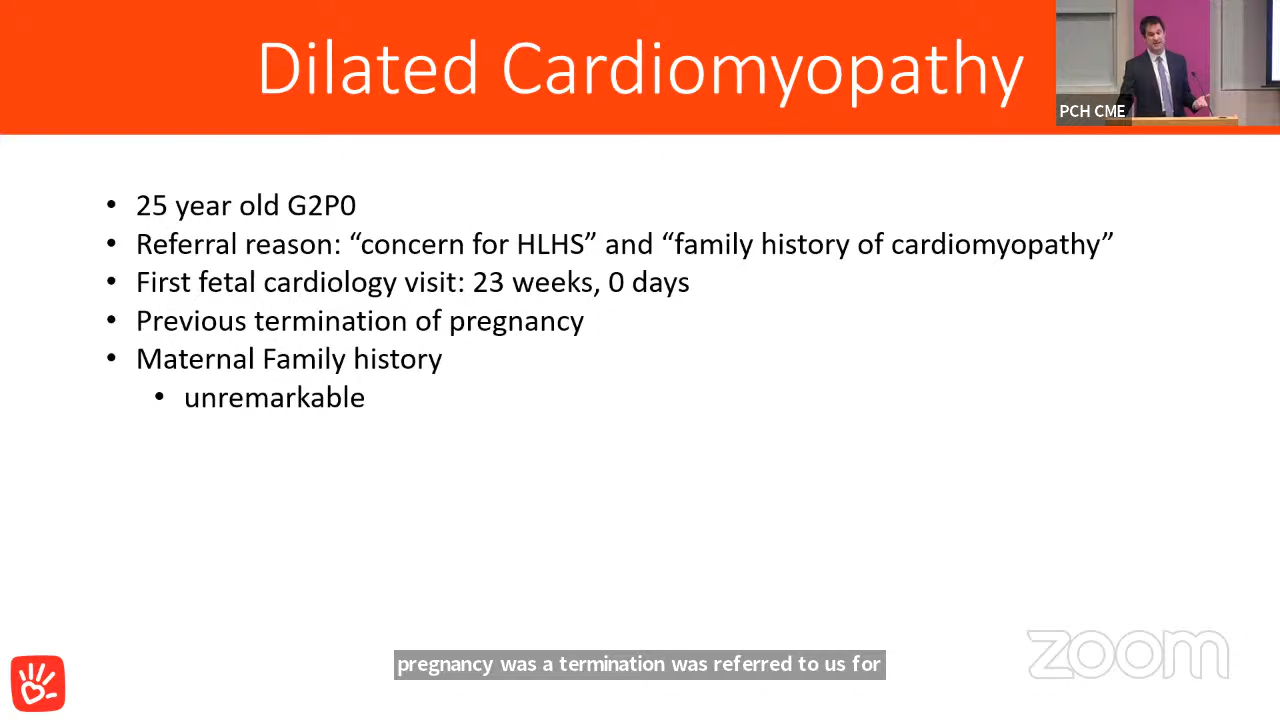 Dilated Cardiomyopathy
PCH CME
• 25 year old G2P0
• Referral reason: “concern for HLHS” and “family history of cardiomyopathy”
• First fetal cardiology visit: 23 weeks, 0 days
• Previous termination of pregnancy
• Maternal Family history
• unremarkable
pregnancy was a termination was referred to us for
zoom